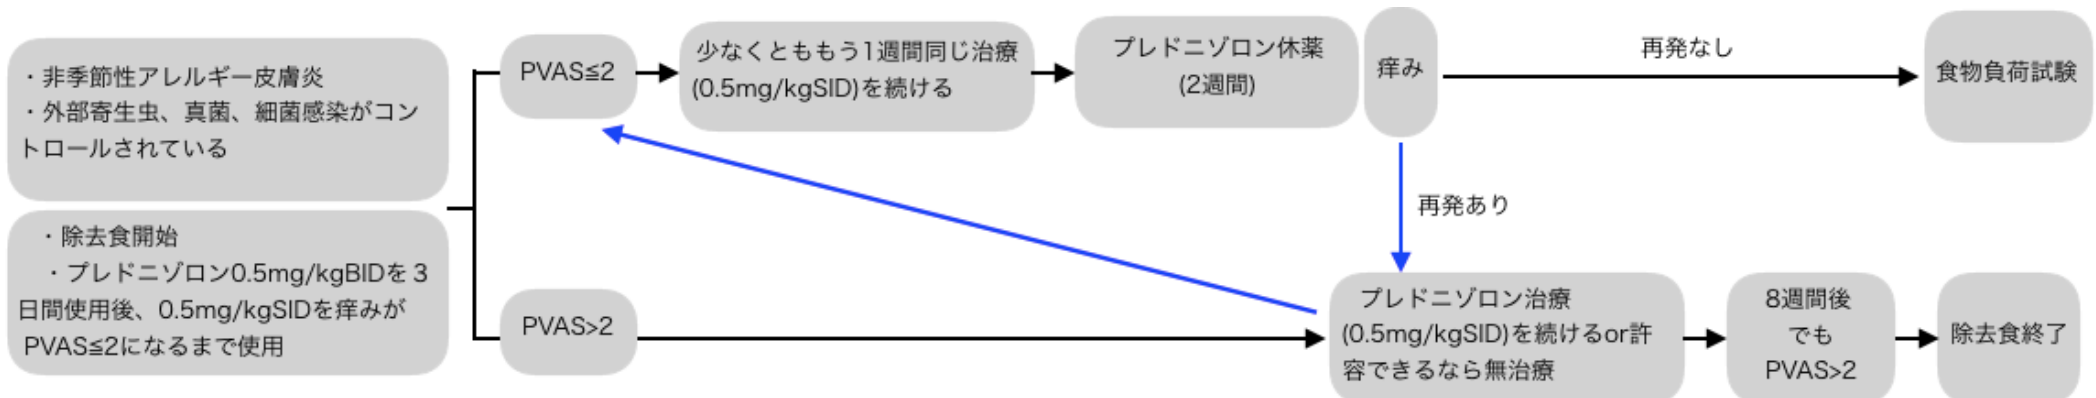 ・非季節性アレルギー皮膚炎
・外部寄生虫、真菌、細菌感染がコン
トロールされている
・除去食開始
・プレドニゾロン0.5mg/kgBIDを３
日間使用後、0.5mg/kgSIDを痒みが
PVAS≦2になるまで使用
PVAS≦2
少なくとももう1週間同じ治療
(0.5mg/kgSID)を続ける
プレドニゾロン休薬
(2週間)
痒み
再発なし
食物負荷試験
再発あり
PVAS>2
プレドニゾロン治療
(0.5mg/kgSID)を続けるor許
容できるなら無治療
8週間後
でも
PVAS>2
除去食終了